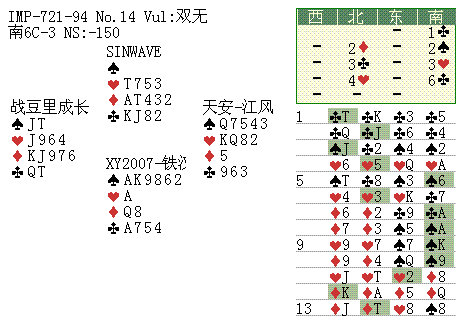 IMP-721-94 No.14 Vul:双无
南6C-3 NS:-150
SINWAVE
♠
♥T753
♦AT432
♣KJ82
战豆里成长
♠JT
♥J964
♦KJ976
♣QT
天安-江风
♠Q7543
♥KQ82
♦5
♣963
XY2007-铁
♠AK9862
♥A
♦Q8
♣A754
西 北 东 南
– 1♣
– 2♦ – 2♠
– 3♣ – 3♥
– 4♥ – 6♣
– – –
1 ♣T ♣K ♣3 ♣5
♣Q ♣J ♣6 ♣4
♠J ♣2 ♠4 ♠2
♥6 ♥5 ♥Q ♥A
5 ♠T ♣8 ♠3 ♠6
♥4 ♥3 ♥K ♣7
♦6 ♦2 ♣9 ♣A
♦7 ♦3 ♠5 ♠A
9 ♥9 ♥7 ♠7 ♠K
♦9 ♦4 ♠Q ♠9
♥J ♥T ♥2 ♦8
♦K ♦A ♦5 ♦Q
13 ♦J ♦T ♥8 ♠8